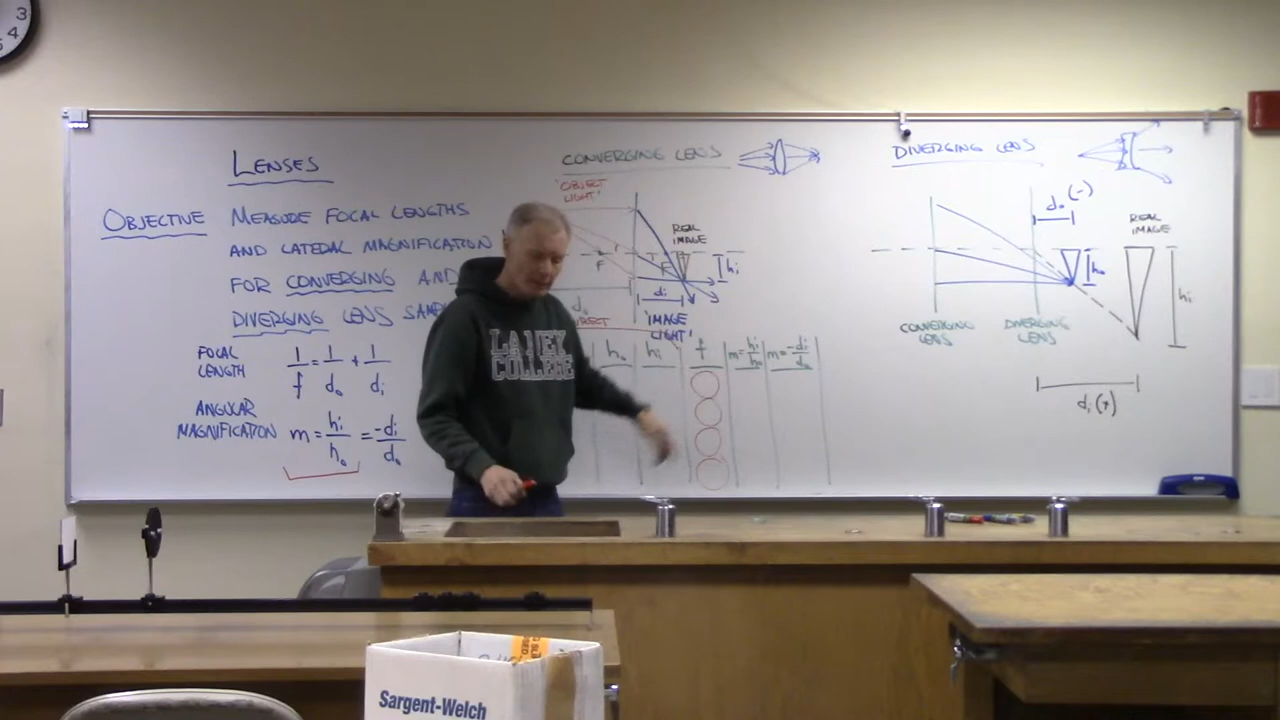 3
4
5
LENSES
OBJECTIVE MEASURE FOCAL LENGTHS
AND LATERAL MAGNIFICATION
FOR CONVERGING AND
DIVERGING LENS
FOCAL LENGTH
1/f = 1/do + 1/di
ANGULAR MAGNIFICATION
m = hi/ho = -di/do
CONVERGING LENS
'OBJECT LIGHT'
F
F
REAL IMAGE
hi
di
do
'IMAGE LIGHT'
ho hi f m=hi/ho m=-di/do
DIVERGING LENS
do(-)
REAL IMAGE
ho
hi
CONVERGING LENS
DIVERGING LENS
di(+)
LANEY
COLLEGE
Sargent-Welch